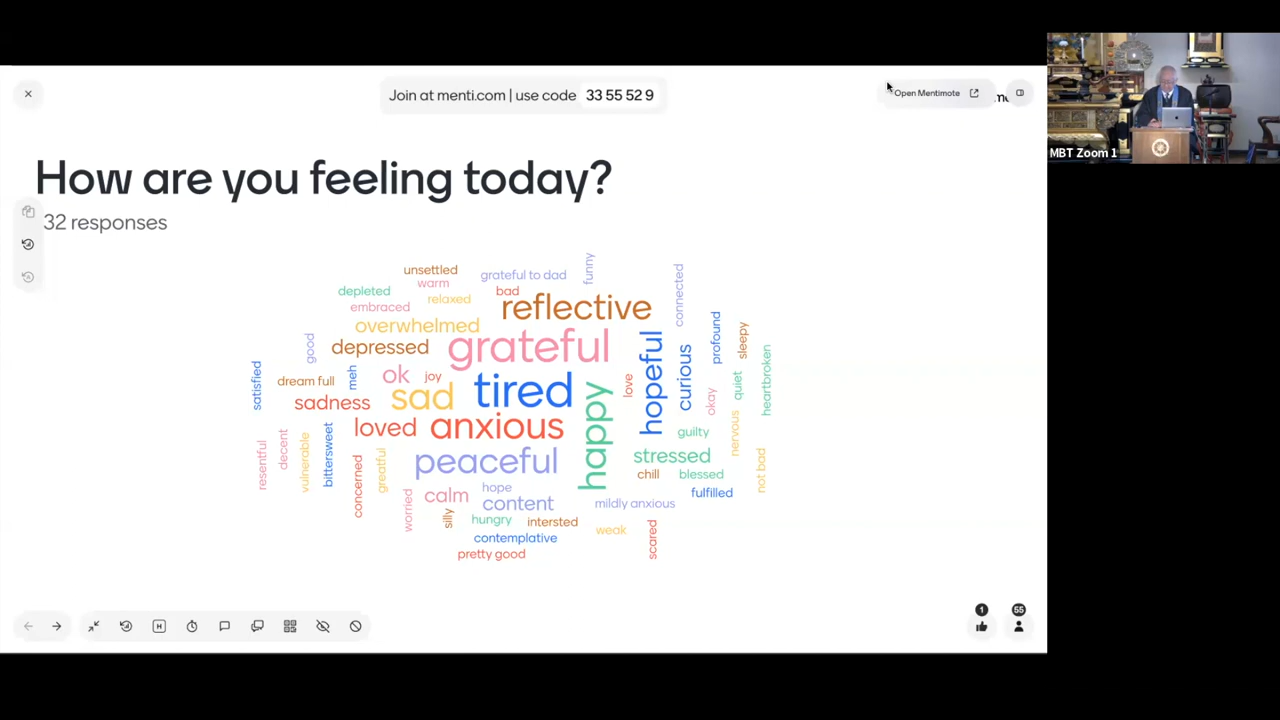 Join at menti.com | use code 33 55 52 9
Open Mentimote
MBT Zoom 1
How are you feeling today?
32 responses
unsettled
grateful to dad
funny
warm
depleted
relaxed
bad
embraced
reflective
connected
overwhelmed
good
depressed
grateful
hopeful
curious
profound
sleepy
satisfied
dream full
meh
ok
joy
tired
love
okay
quiet
heartbroken
sadness
sad
happy
loved
anxious
guilty
nervous
resentful
decent
vulnerable
bittersweet
concerned
greatful
peaceful
stressed
chill
blessed
not bad
worried
calm
hope
content
mildly anxious
fulfilled
silly
hungry
intersted
weak
scared
contemplative
pretty good
H
1
55